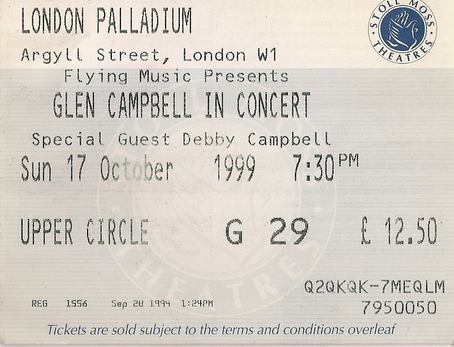 LONDON PALLADIUM
STOLL MOSS THEATRES
Argyll Street, London W1
Flying Music Presents
GLEN CAMPBELL IN CONCERT
Special Guest Debby Campbell
Sun 17 October 1999 7:30PM
UPPER CIRCLE G 29 £ 12.50
THEATRES
Q2QKQK-7MEQLM
REG 1556 Sep 20 1994 1:24PM 7950050
Tickets are sold subject to the terms and conditions overleaf